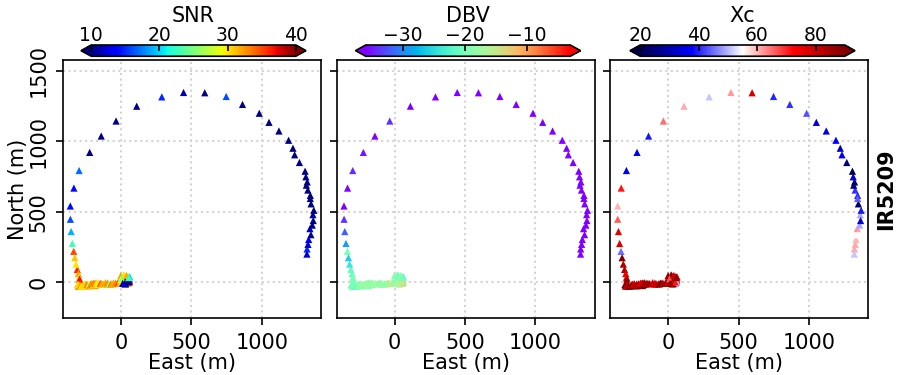 SNR DBV Xc
10 20 30 40 −30 −20 −10 20 40 60 80
1500
1000
500
0
North (m)
IR5209
0 500 1000 0 500 1000 0 500 1000
East (m) East (m) East (m)